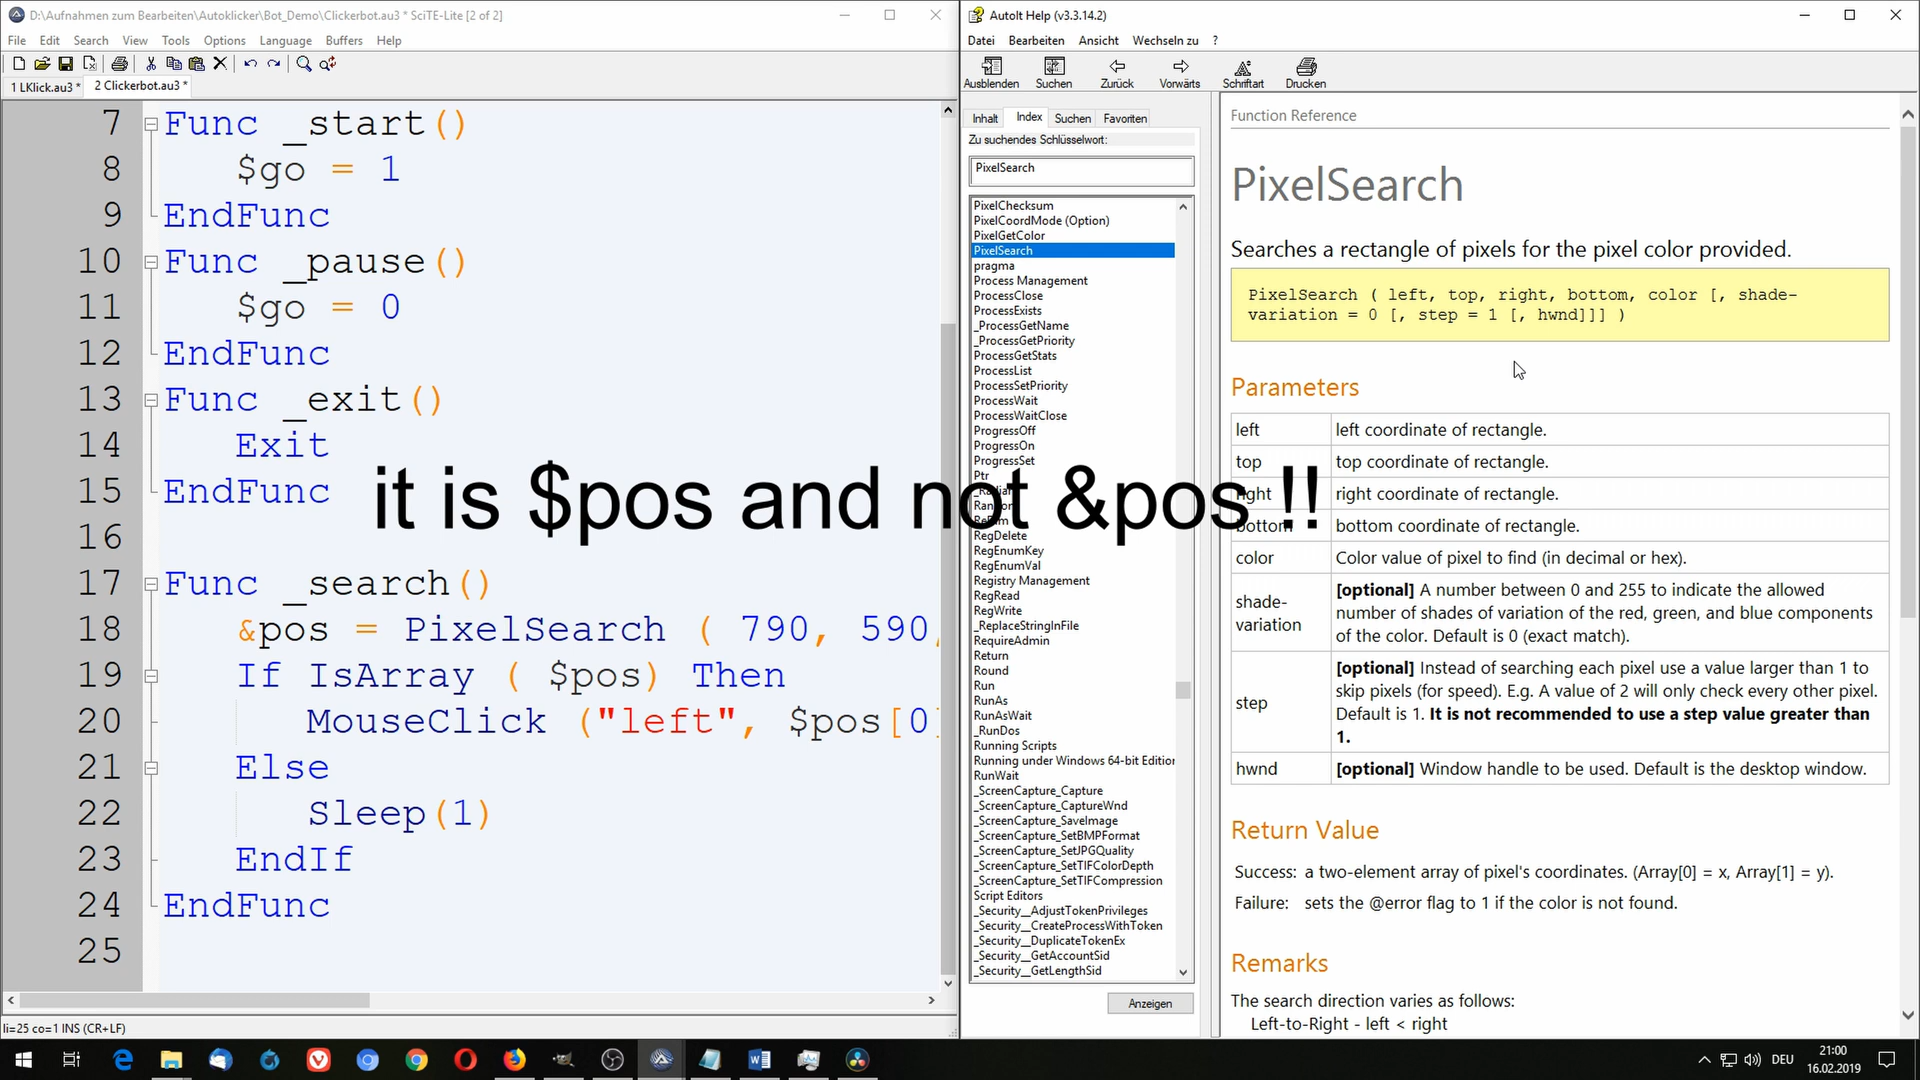 D:\Aufnahmen zum Bearbeiten\Autoklicker\Bot_Demo\Clickerbot.au3 * SciTE-Lite [2 of 2]
File Edit Search View Tools Options Language Buffers Help
1 LKlick.au3 * 2 Clickerbot.au3 *
7 Func _start()
8 $go = 1
9 EndFunc
10 Func _pause()
11 $go = 0
12 EndFunc
13 Func _exit()
14 Exit
15 EndFunc
16
17 Func _search()
18 &pos = PixelSearch ( 790, 590,
19 If IsArray ( $pos) Then
20 MouseClick ("left", $pos[0]
21 Else
22 Sleep(1)
23 EndIf
24 EndFunc
25
li=25 co=1 INS (CR+LF)
it is $pos and not &pos !!
AutoIt Help (v3.3.14.2)
Datei Bearbeiten Ansicht Wechseln zu ?
Ausblenden Suchen Zurück Vorwärts Schriftart Drucken
Inhalt Index Suchen Favoriten
Zu suchendes Schlüsselwort:
PixelSearch
PixelChecksum
PixelCoordMode (Option)
PixelGetColor
PixelSearch
pragma
Process Management
ProcessClose
ProcessExists
_ProcessGetName
_ProcessGetPriority
ProcessGetStats
ProcessList
ProcessSetPriority
ProcessWait
ProcessWaitClose
ProgressOff
ProgressOn
ProgressSet
Ptr
_Radian
Random
ReDim
RegDelete
RegEnumKey
RegEnumVal
Registry Management
RegRead
RegWrite
_ReplaceStringInFile
RequireAdmin
Return
Round
Run
RunAs
RunAsWait
_RunDos
Running Scripts
Running under Windows 64-bit Edition
RunWait
_ScreenCapture_Capture
_ScreenCapture_CaptureWnd
_ScreenCapture_SaveImage
_ScreenCapture_SetBMPFormat
_ScreenCapture_SetJPGQuality
_ScreenCapture_SetTIFColorDepth
_ScreenCapture_SetTIFCompression
Script Editors
_Security__AdjustTokenPrivileges
_Security__CreateProcessWithToken
_Security__DuplicateTokenEx
_Security__GetAccountSid
_Security__GetLengthSid
Anzeigen
Function Reference
PixelSearch
Searches a rectangle of pixels for the pixel color provided.
PixelSearch ( left, top, right, bottom, color [, shade-
variation = 0 [, step = 1 [, hwnd]]] )
Parameters
left left coordinate of rectangle.
top top coordinate of rectangle.
right right coordinate of rectangle.
bottom bottom coordinate of rectangle.
color Color value of pixel to find (in decimal or hex).
shade-
variation
[optional] A number between 0 and 255 to indicate the allowed
number of shades of variation of the red, green, and blue components
of the color. Default is 0 (exact match).
step
[optional] Instead of searching each pixel use a value larger than 1 to
skip pixels (for speed). E.g. A value of 2 will only check every other pixel.
Default is 1. It is not recommended to use a step value greater than
1.
hwnd [optional] Window handle to be used. Default is the desktop window.
Return Value
Success: a two-element array of pixel's coordinates. (Array[0] = x, Array[1] = y).
Failure: sets the @error flag to 1 if the color is not found.
Remarks
The search direction varies as follows:
Left-to-Right - left < right
DEU
21:00
16.02.2019